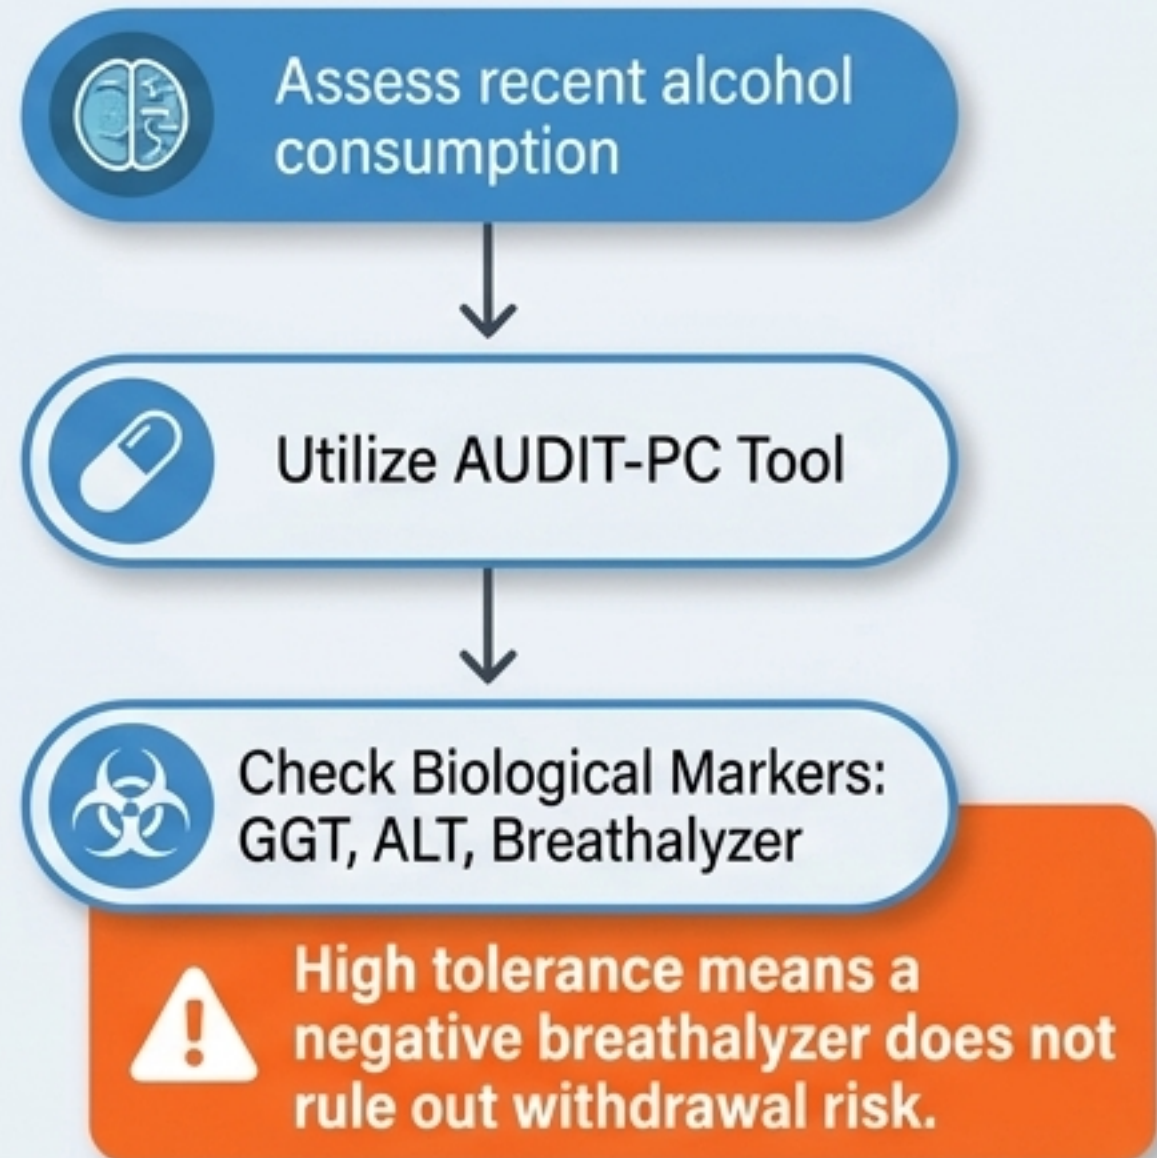 Assess recent alcohol
consumption
Utilize AUDIT-PC Tool
Check Biological Markers:
GGT, ALT, Breathalyzer
High tolerance means a
negative breathalyzer does not
rule out withdrawal risk.